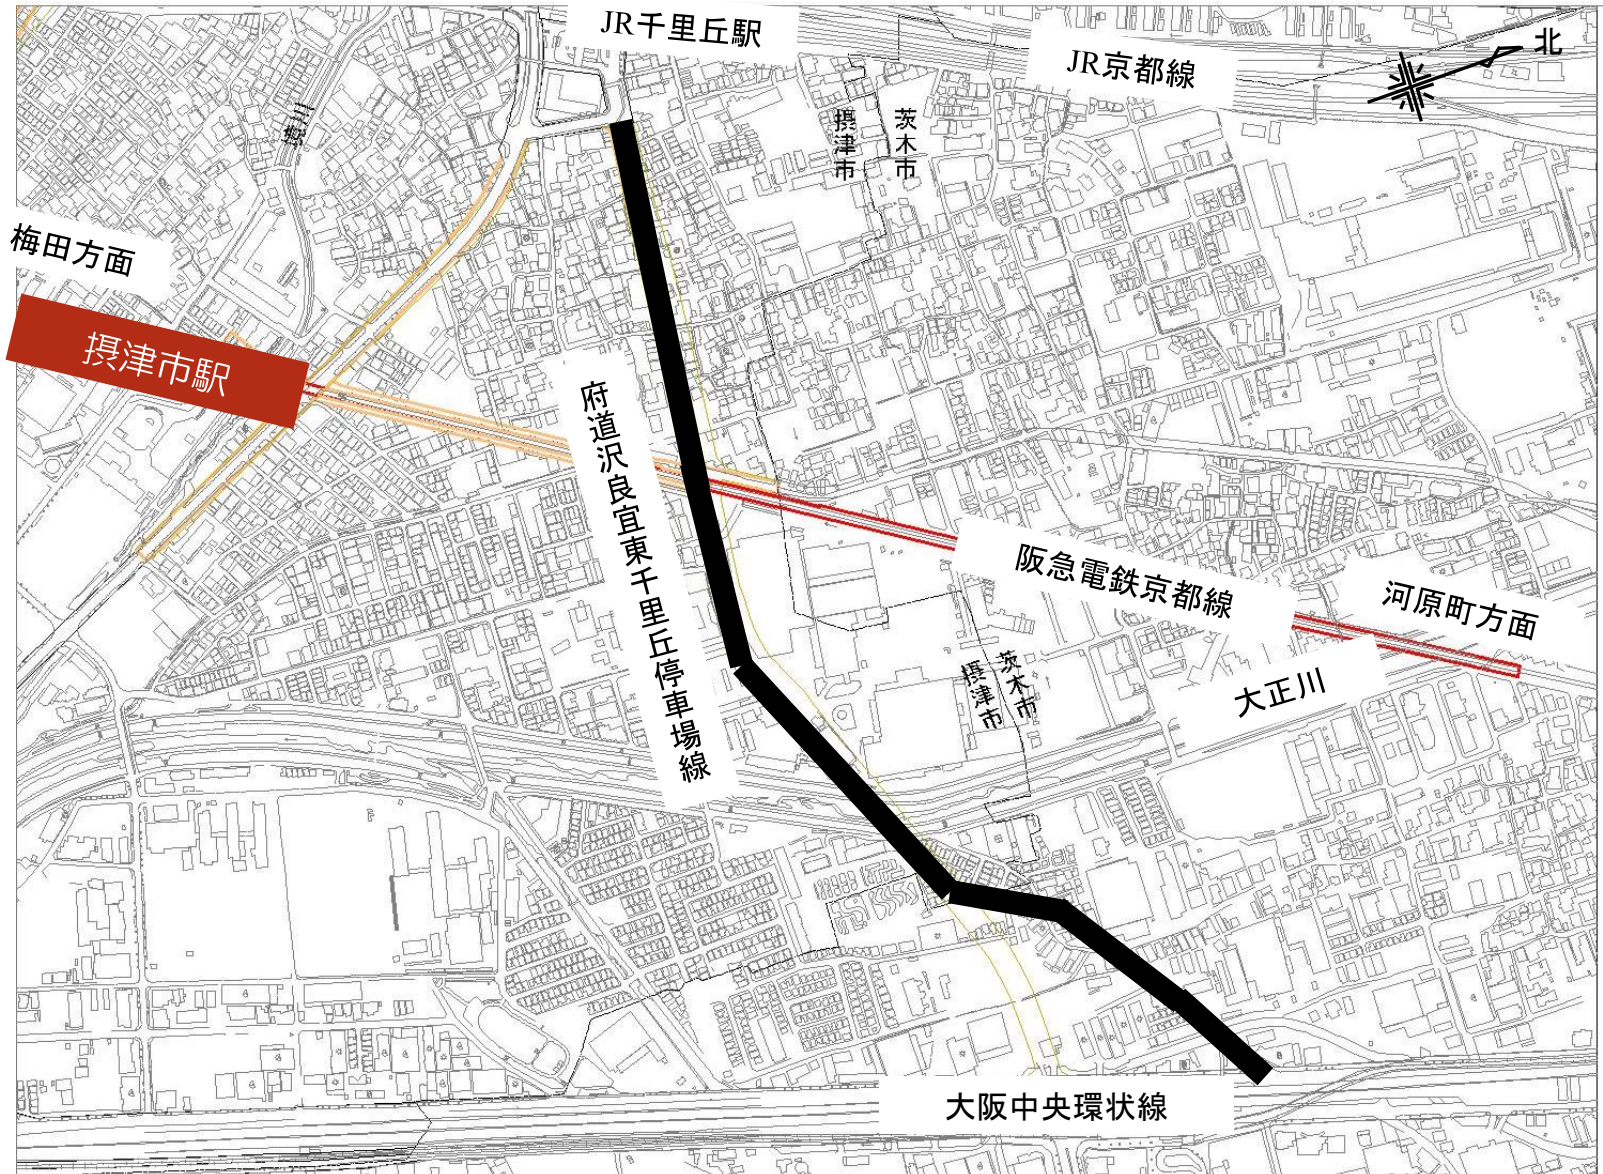 JR千里丘駅
北
JR京都線
境川
摂津市
茨木市
梅田方面
摂津市駅
府道沢良宜東千里丘停車場線
阪急電鉄京都線
河原町方面
摂津市
茨木市
大正川
大阪中央環状線